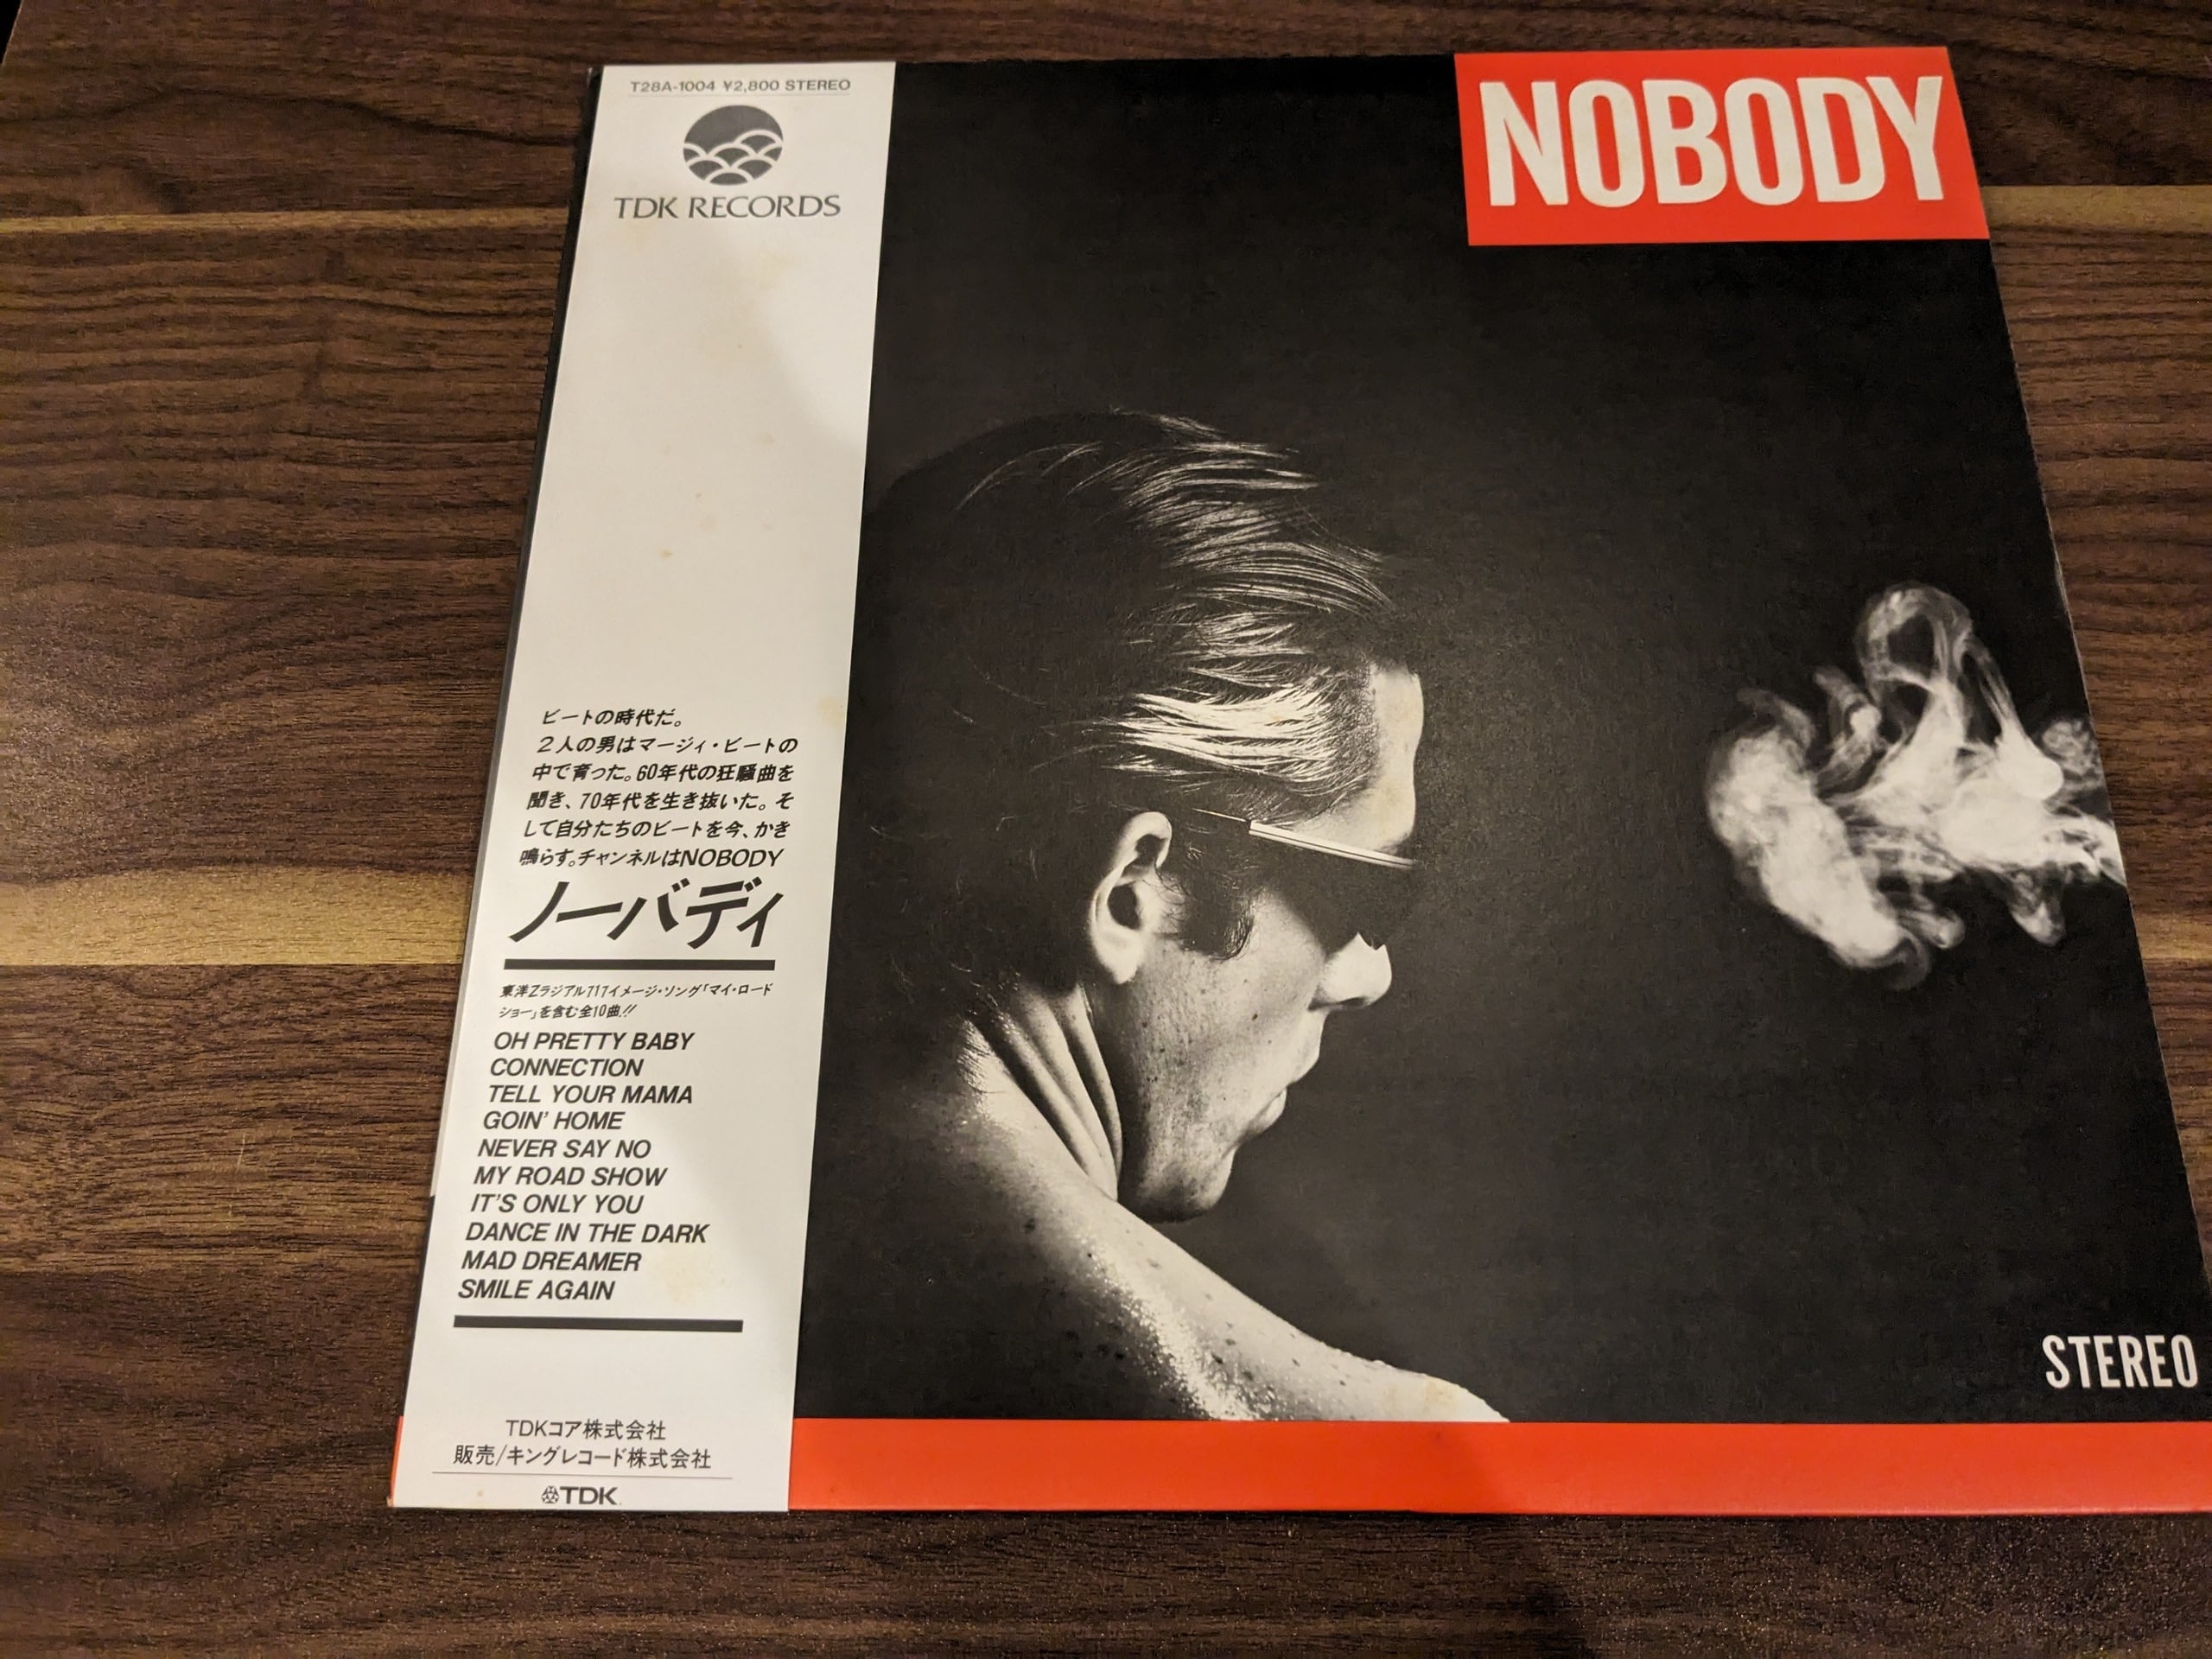 T28A-1004 ¥2,800 STEREO
TDK RECORDS
ビートの時代だ。
2人の男はマージィ・ビートの
中で育った。60年代の狂騒曲を
聞き、70年代を生き抜いた。そ
して自分たちのビートを今、かき
鳴らす。チャンネルはNOBODY
ノーバディ
東洋Zラジアル717イメージ・ソング「マイ・ロード
ショー」を含む全10曲!!
OH PRETTY BABY
CONNECTION
TELL YOUR MAMA
GOIN' HOME
NEVER SAY NO
MY ROAD SHOW
IT'S ONLY YOU
DANCE IN THE DARK
MAD DREAMER
SMILE AGAIN
TDKコア株式会社
販売/キングレコード株式会社
TDK
NOBODY
STEREO